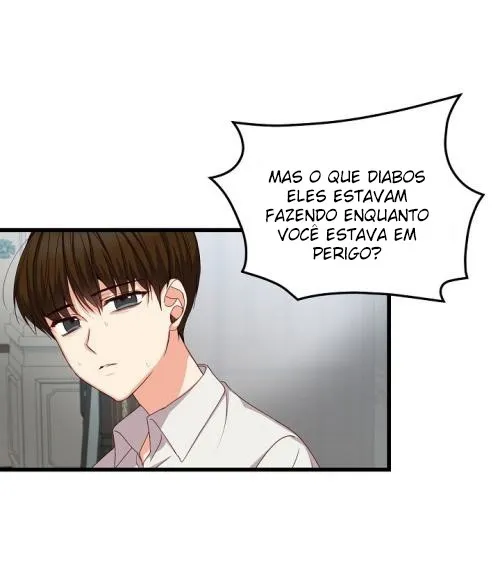 MAS O QUE DIABOS
ELES ESTAVAM
FAZENDO ENQUANTO
VOCÊ ESTAVA EM
PERIGO?